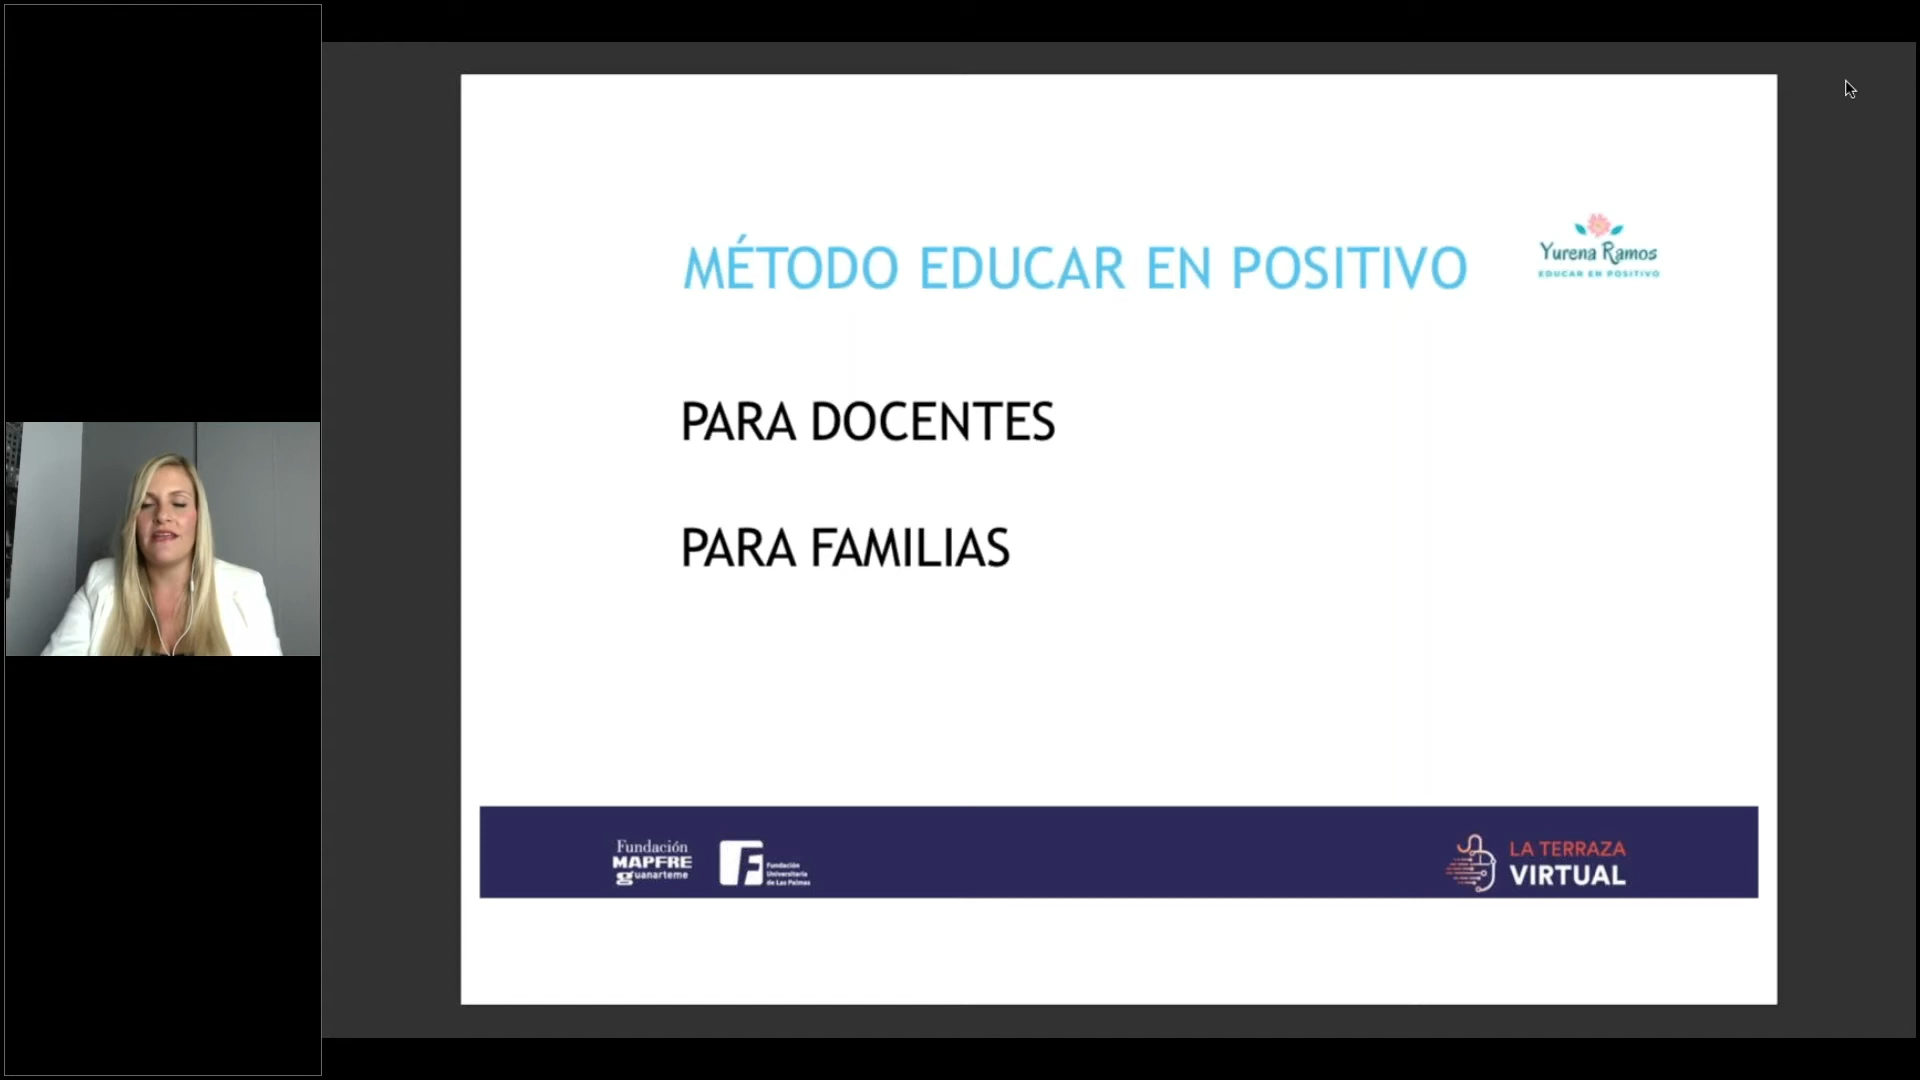 MÉTODO EDUCAR EN POSITIVO
Yurena Ramos
EDUCAR EN POSITIVO
PARA DOCENTES
PARA FAMILIAS
Fundación
MAPFRE
guanarteme
Fundación
Universitaria
de Las Palmas
LA TERRAZA
VIRTUAL